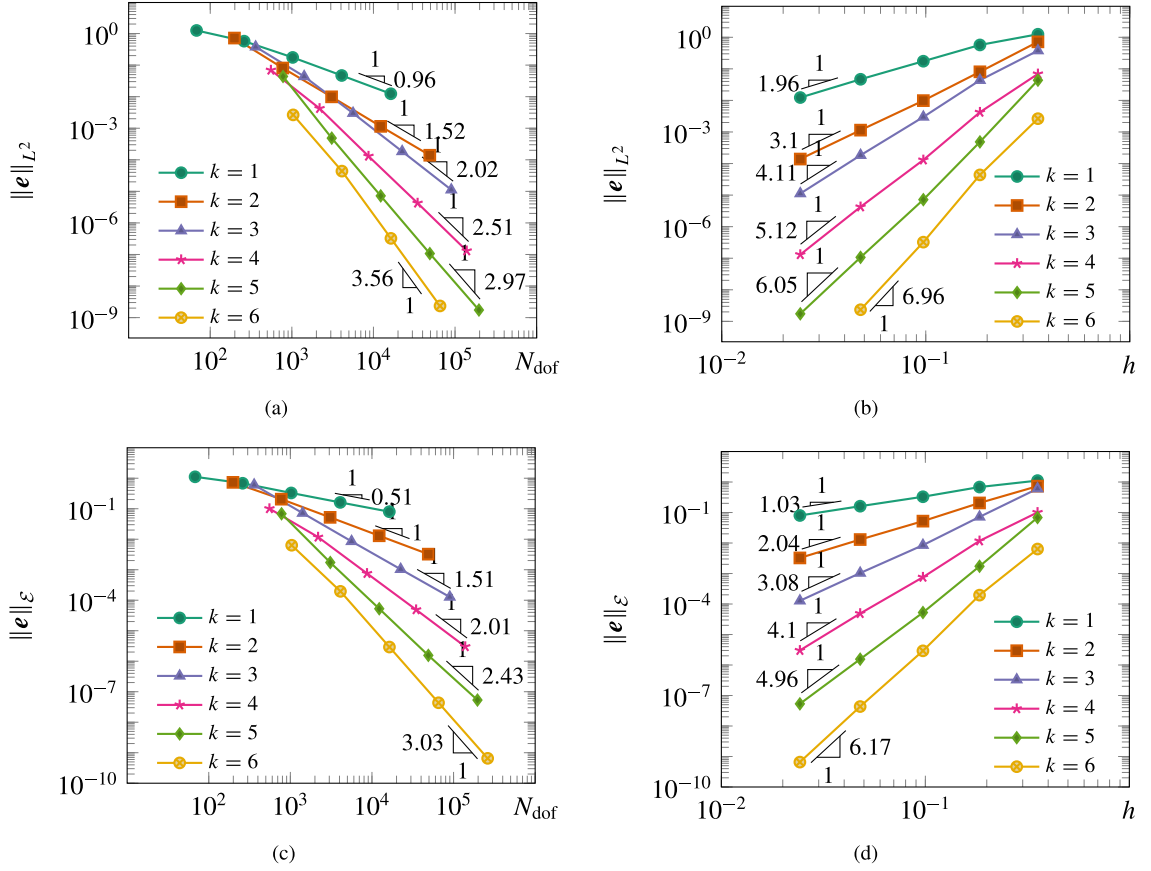 10^0
10^{-3}
10^{-6}
10^{-9}
‖e‖_{L^2}
10^2
10^3
10^4
10^5
N_dof
k = 1
k = 2
k = 3
k = 4
k = 5
k = 6
1
0.96
1
1.52
1
2.02
1
2.51
1
2.97
3.56
1
(a)
10^0
10^{-3}
10^{-6}
10^{-9}
‖e‖_{L^2}
10^{-2}
10^{-1}
h
1
1.96
1
3.1
1
4.11
1
5.12
1
6.05
6.96
1
k = 1
k = 2
k = 3
k = 4
k = 5
k = 6
(b)
10^{-1}
10^{-4}
10^{-7}
10^{-10}
‖e‖_ℰ
10^2
10^3
10^4
10^5
N_dof
k = 1
k = 2
k = 3
k = 4
k = 5
k = 6
1
0.51
1
1
1
1.51
1
2.01
1
2.43
3.03
1
(c)
10^{-1}
10^{-4}
10^{-7}
10^{-10}
‖e‖_ℰ
10^{-2}
10^{-1}
h
1
1.03
1
2.04
1
3.08
1
4.1
1
4.96
6.17
1
k = 1
k = 2
k = 3
k = 4
k = 5
k = 6
(d)